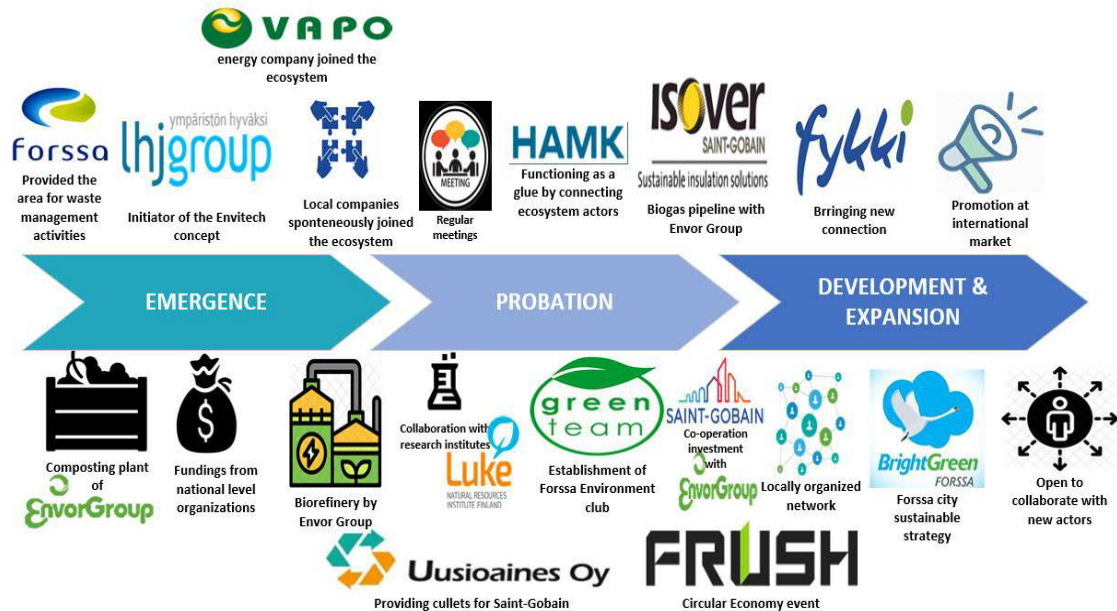 VAPO
energy company joined the
ecosystem
forssa
Provided the
area for waste
management
activities
ympäristön hyväksi
lhjgroup
Initiator of the Envitech
concept
Local companies
sponteneously joined
the ecosystem
MEETING
Regular
meetings
HAMK
Functioning as a
glue by connecting
ecosystem actors
ISOVER
SAINT-GOBAIN
Sustainable insulation solutions
Biogas pipeline with
Envor Group
fykki
Brringing new
connection
Promotion at
international
market
EMERGENCE
PROBATION
DEVELOPMENT &
EXPANSION
Composting plant
of
EnvorGroup
$
Fundings from
national level
organizations
Biorefinery by
Envor Group
Collaboration with
research institutes
Luke
NATURAL RESOURCES
INSTITUTE FINLAND
green
team
Establishment of
Forssa Environment
club
SAINT-GOBAIN
Co-operation
investment
with
EnvorGroup
Locally organized
network
BrightGreen
FORSSA
Forssa city
sustainable
strategy
Open to
collaborate with
new actors
Uusioaines Oy
Providing cullets for Saint-Gobain
FRUSH
Circular Economy event